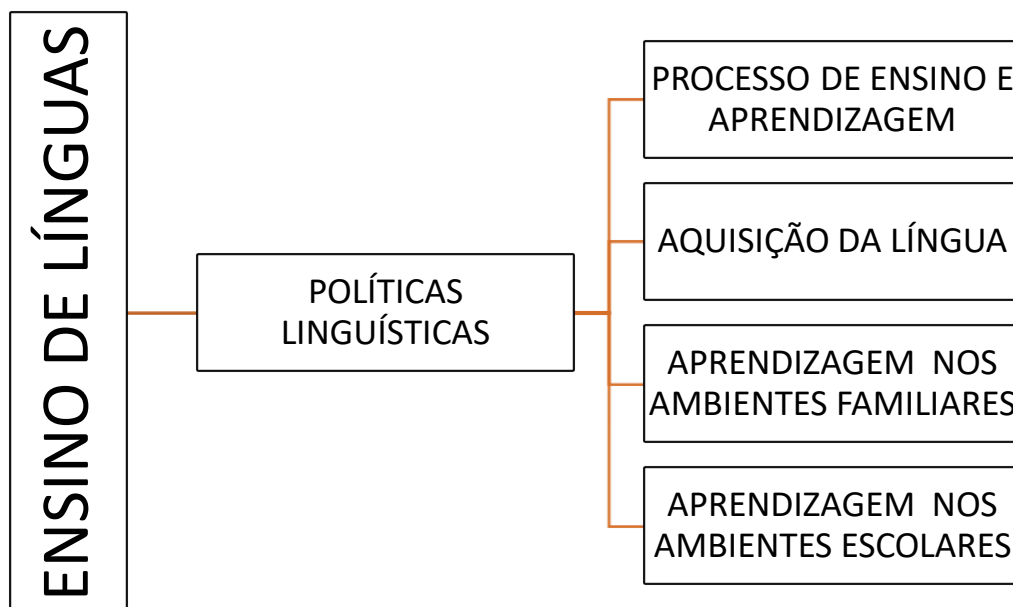 ENSINO DE LÍNGUAS
POLÍTICAS
LINGUÍSTICAS
PROCESSO DE ENSINO E
APRENDIZAGEM
AQUISIÇÃO DA LÍNGUA
APRENDIZAGEM NOS
AMBIENTES FAMILIARES
APRENDIZAGEM NOS
AMBIENTES ESCOLARES